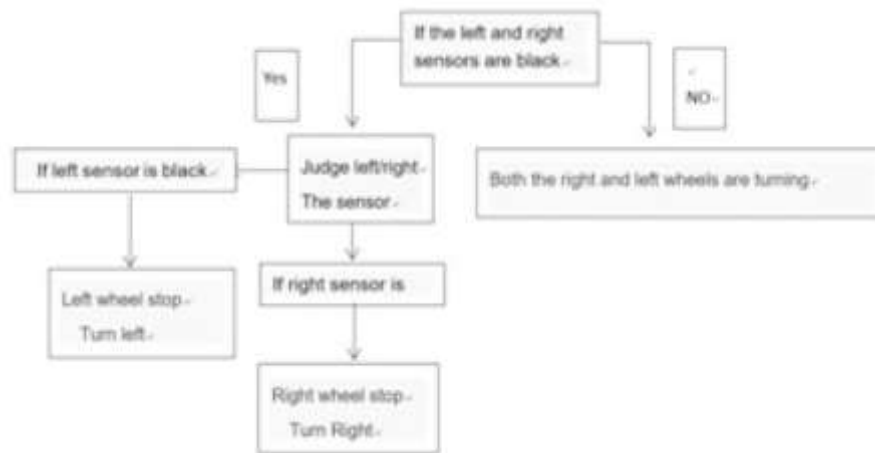 If the left and right
sensors are black
Yes
NO
If left sensor is black
Judge left/right
The sensor
Both the right and left wheels are turning
Left wheel stop
Turn left
If right sensor is
Right wheel stop
Turn Right